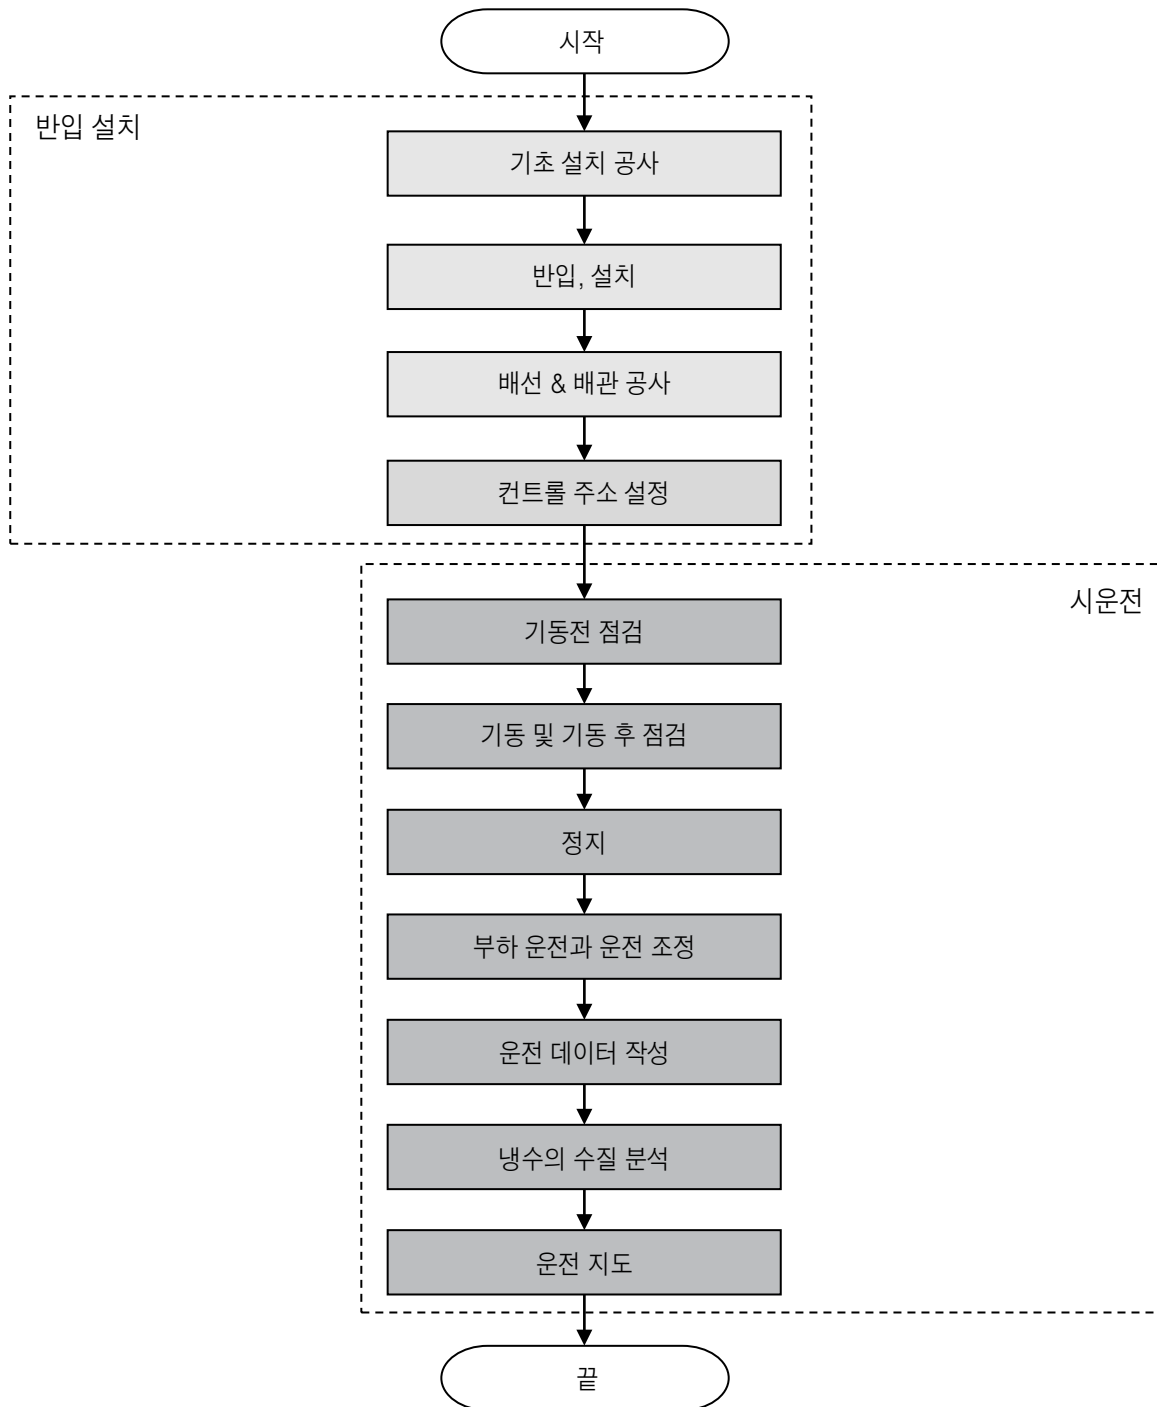 시작
반입 설치
기초 설치 공사
반입, 설치
배선 & 배관 공사
컨트롤 주소 설정
시운전
기동전 점검
기동 및 기동 후 점검
정지
부하 운전과 운전 조정
운전 데이터 작성
냉수의 수질 분석
운전 지도
끝